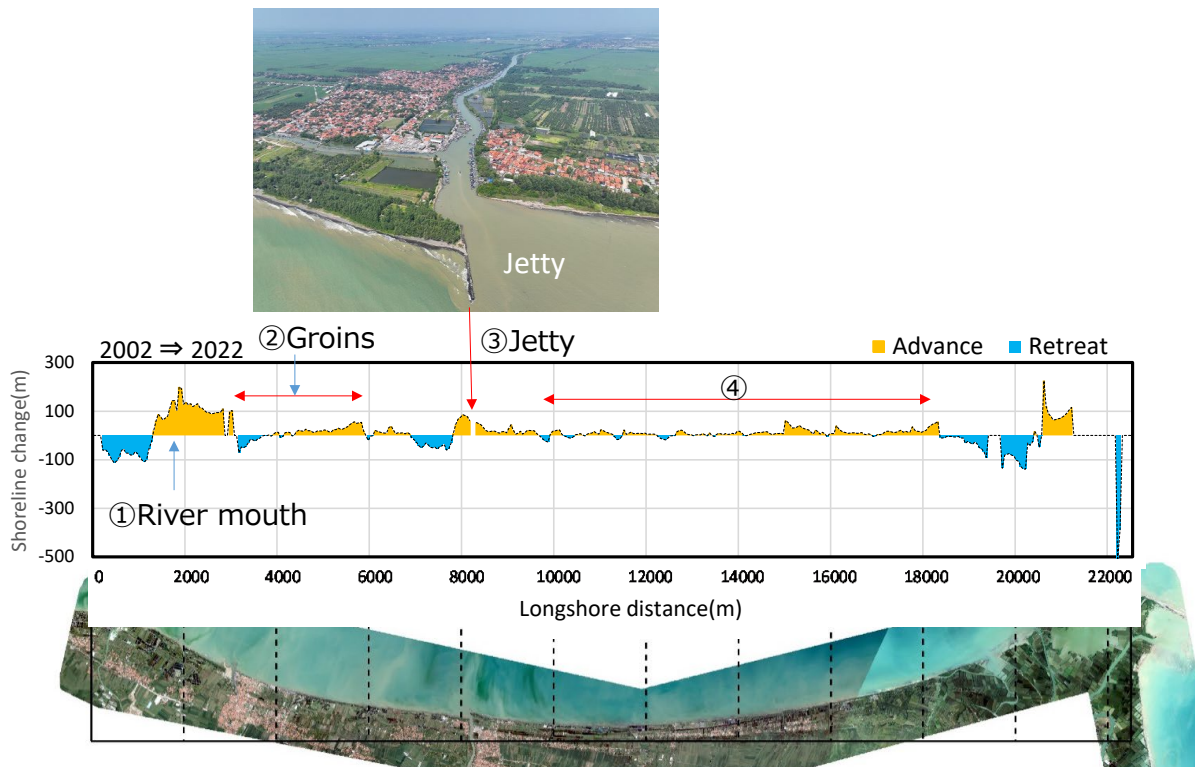 Jetty
②Groins
③Jetty
2002 ⇒ 2022
Advance
Retreat
④
①River mouth
Shoreline change(m)
300
100
-100
-300
-500
0 2000 4000 6000 8000 10000 12000 14000 16000 18000 20000 22000
Longshore distance(m)